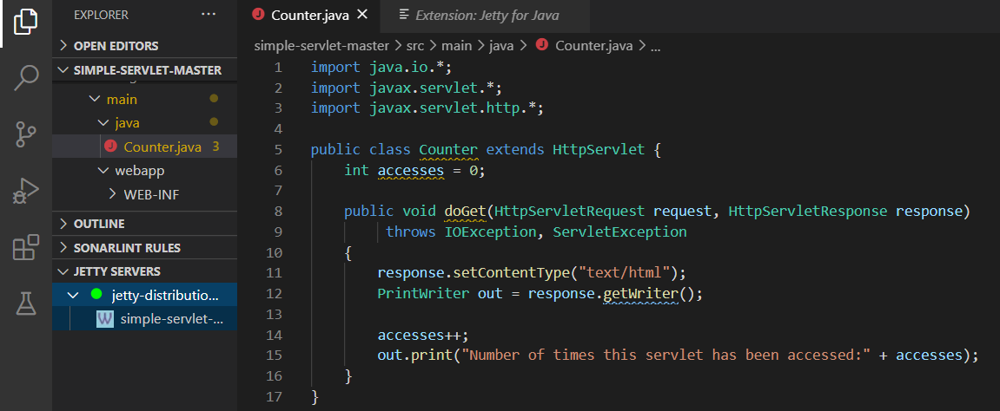 EXPLORER
OPEN EDITORS
SIMPLE-SERVLET-MASTER
main
java
Counter.java 3
webapp
WEB-INF
OUTLINE
SONARLINT RULES
JETTY SERVERS
jetty-distributio...
simple-servlet-...
Counter.java
Extension: Jetty for Java
simple-servlet-master > src > main > java > Counter.java > ...
1 import java.io.*;
2 import javax.servlet.*;
3 import javax.servlet.http.*;
4
5 public class Counter extends HttpServlet {
6 int accesses = 0;
7
8 public void doGet(HttpServletRequest request, HttpServletResponse response)
9 throws IOException, ServletException
10 {
11 response.setContentType("text/html");
12 PrintWriter out = response.getWriter();
13
14 accesses++;
15 out.print("Number of times this servlet has been accessed:" + accesses);
16 }
17 }